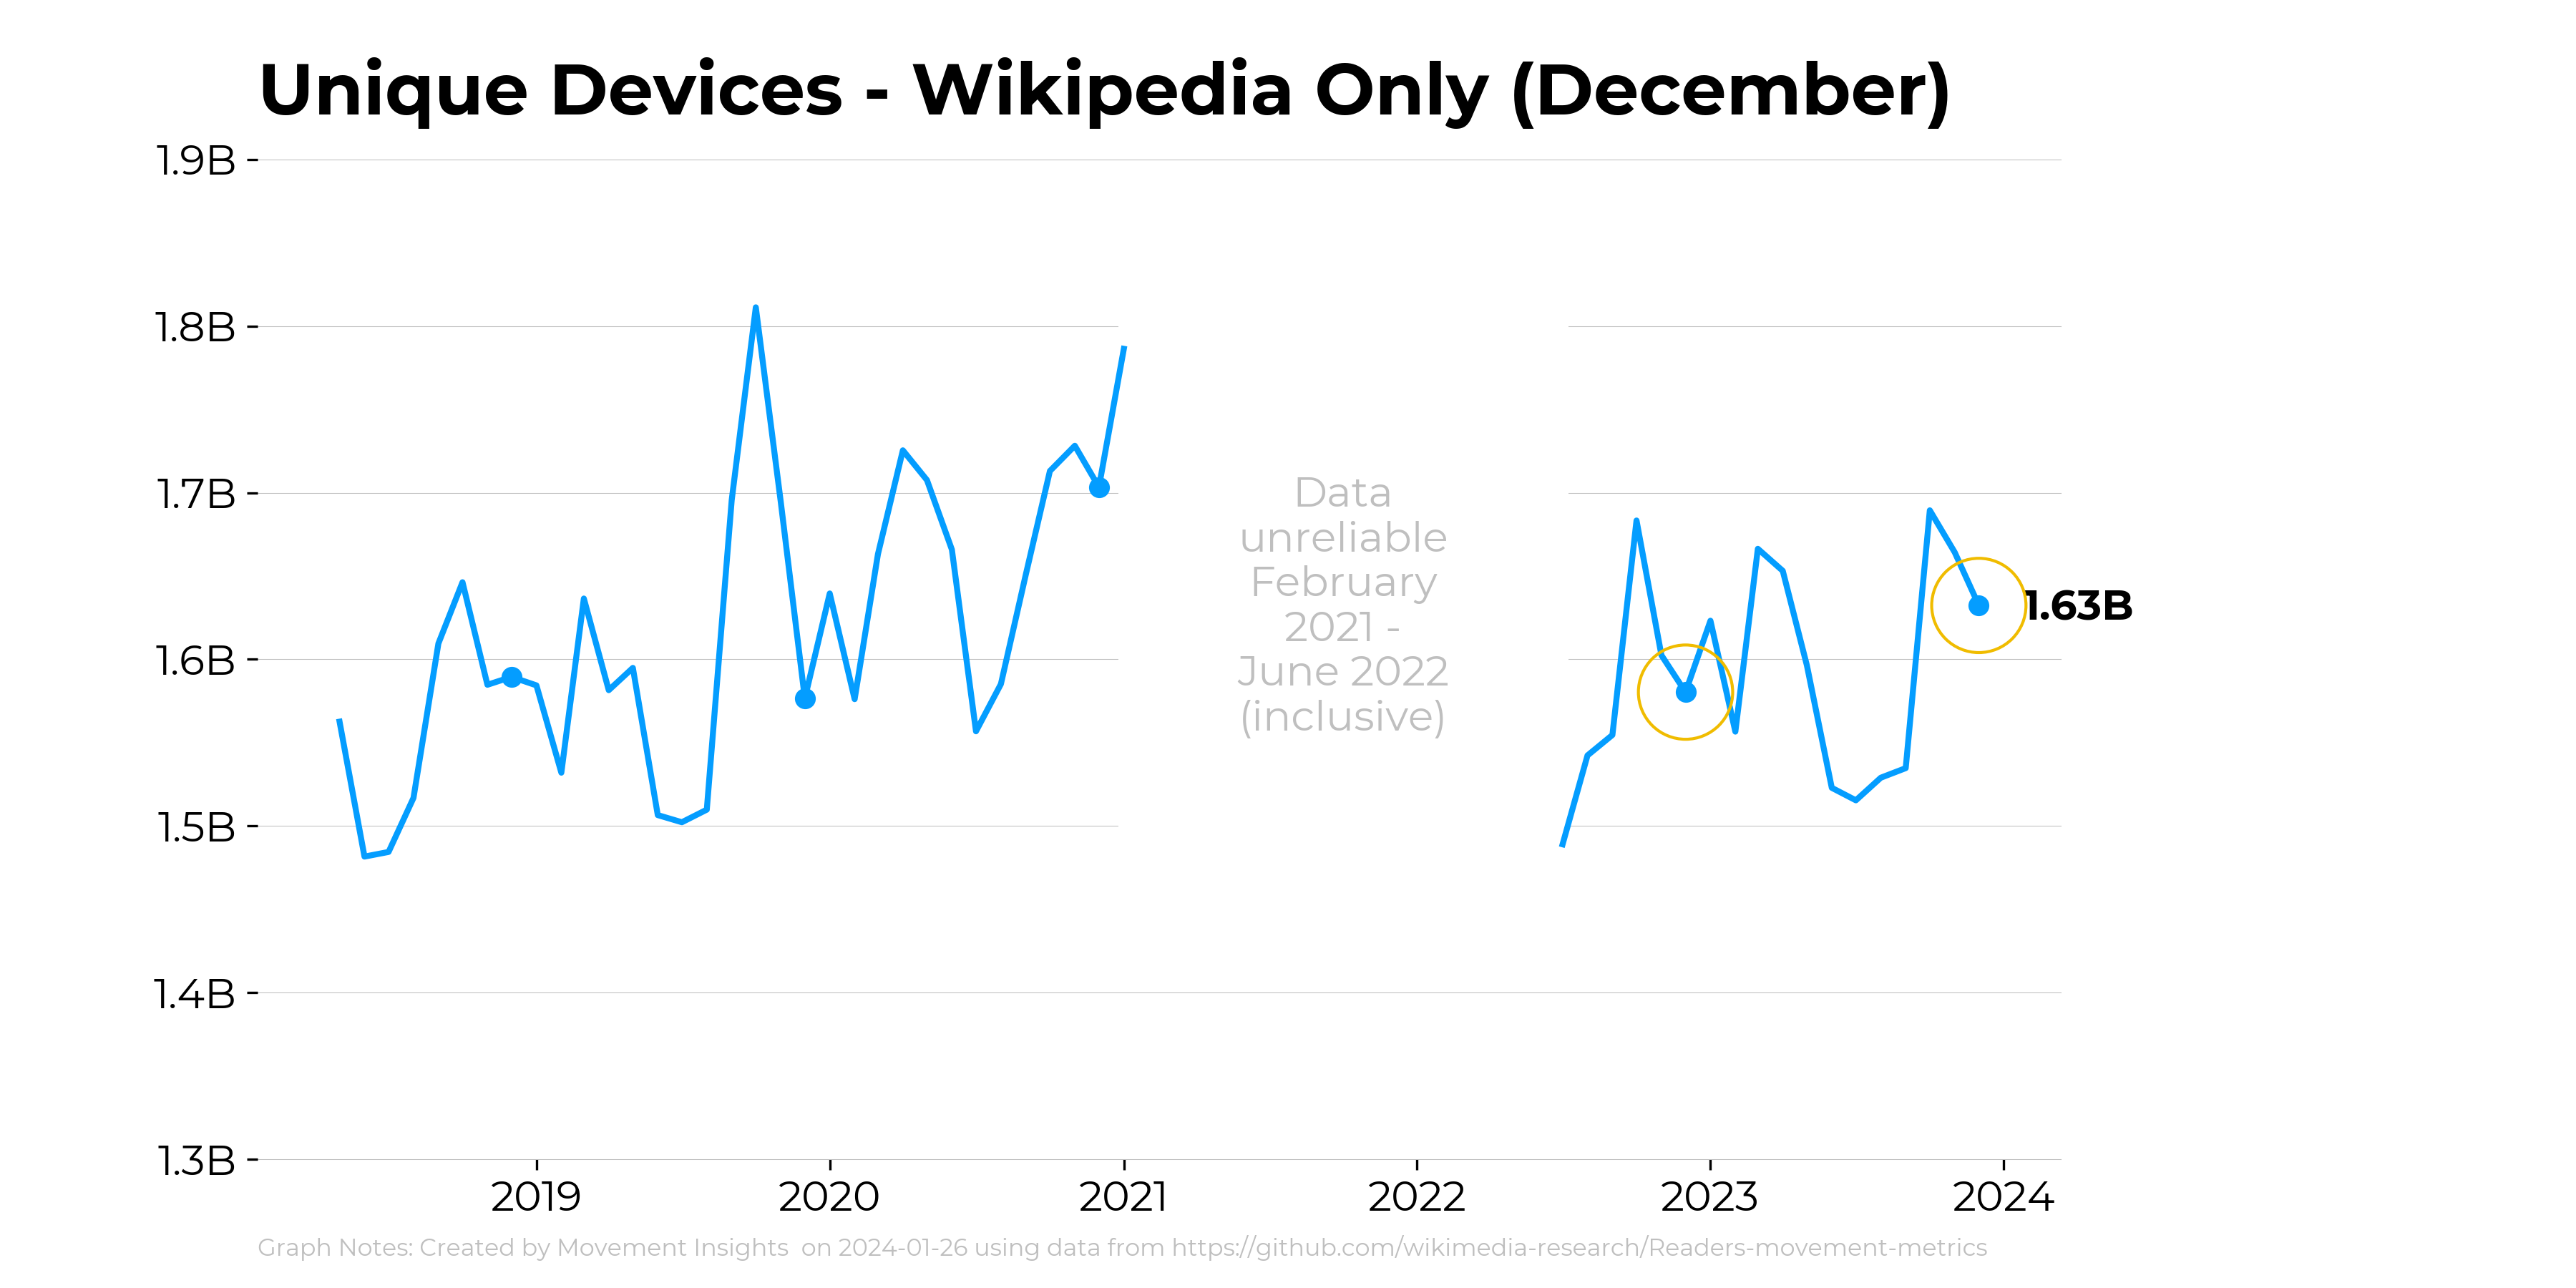 Unique Devices - Wikipedia Only (December)
1.9B
1.8B
1.7B
1.6B
1.5B
1.4B
1.3B
Data
unreliable
February
2021 -
June 2022
(inclusive)
1.63B
2019 2020 2021 2022 2023 2024
Graph Notes: Created by Movement Insights  on 2024-01-26 using data from https://github.com/wikimedia-research/Readers-movement-metrics